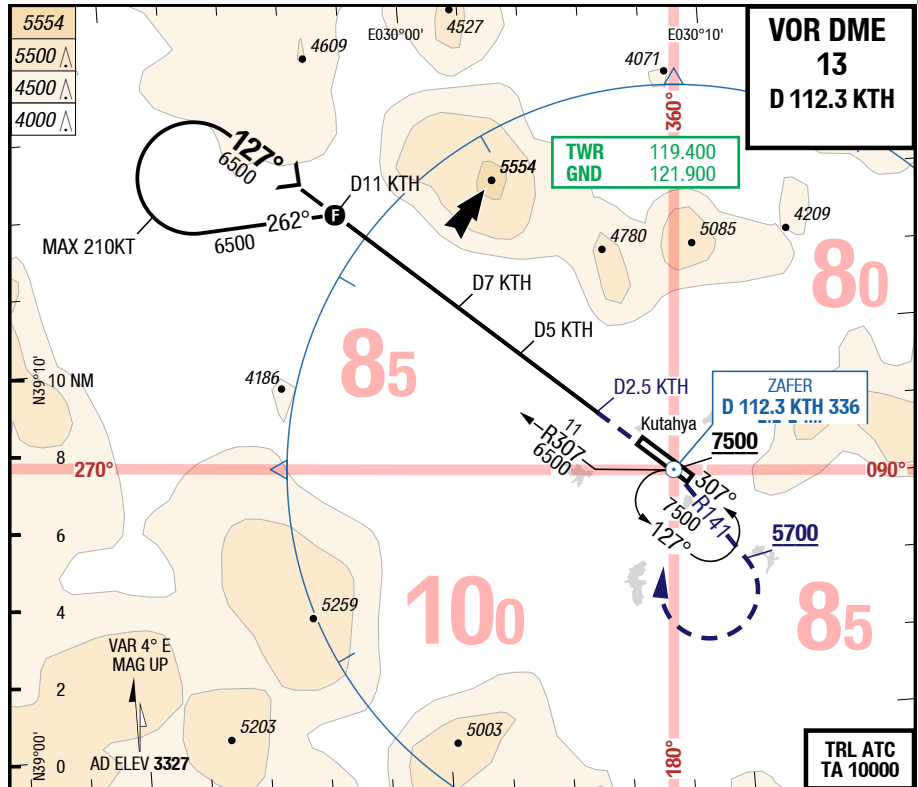 5554
5500
4500
4000
4609
4527
E030°00'
E030°10'
4071
VOR DME
13
D 112.3 KTH
360°
TWR 119.400
GND 121.900
127°
6500
D11 KTH
F
262°
6500
MAX 210KT
5554
4780
5085
4209
80
D7 KTH
D5 KTH
85
N39°10'
10 NM
4186
D2.5 KTH
ZAFER
D 112.3 KTH 336
Kutahya
7500
11
R307
6500
8
270°
090°
307°
R141
7500
127°
5700
6
100
85
4
5259
VAR 4° E
MAG UP
2
5203
5003
AD ELEV 3327
N39°00'
0
180°
TRL ATC
TA 10000